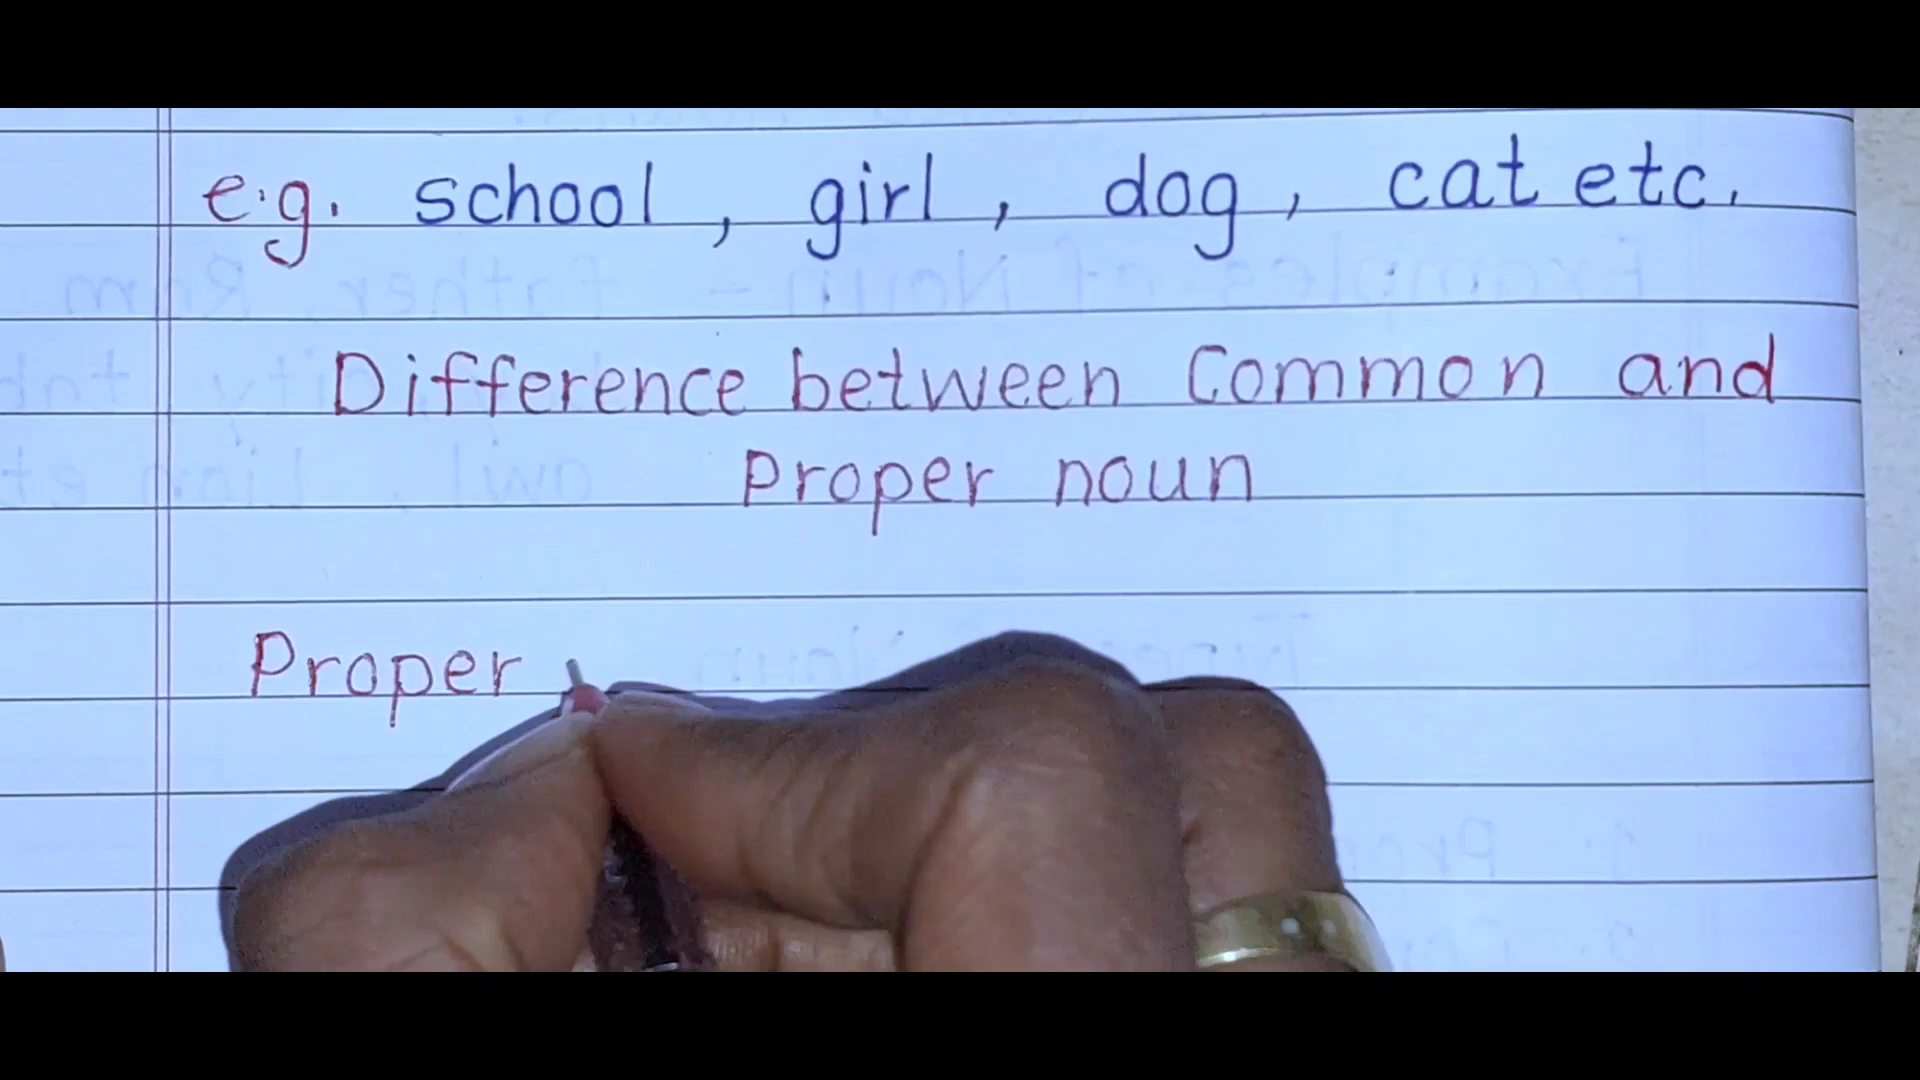 e.g. school, girl, dog, cat etc.
Difference between Common and
Proper noun
Proper